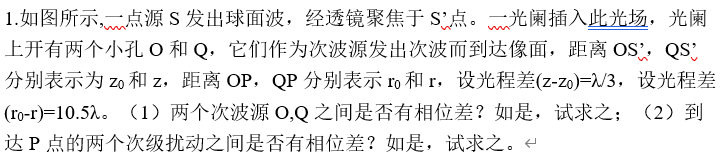 1.如图所示,一点源 S 发出球面波，经透镜聚焦于 S’点。一光阑插入此光场，光阑
上开有两个小孔 O 和 Q，它们作为次波源发出次波而到达像面，距离 OS’，QS’
分别表示为 z₀和 z，距离 OP，QP 分别表示 r₀和 r，设光程差(z-z₀)=λ/3，设光程差
(r₀-r)=10.5λ。（1）两个次波源 O,Q 之间是否有相位差？如是，试求之；（2）到
达 P 点的两个次级扰动之间是否有相位差？如是，试求之。